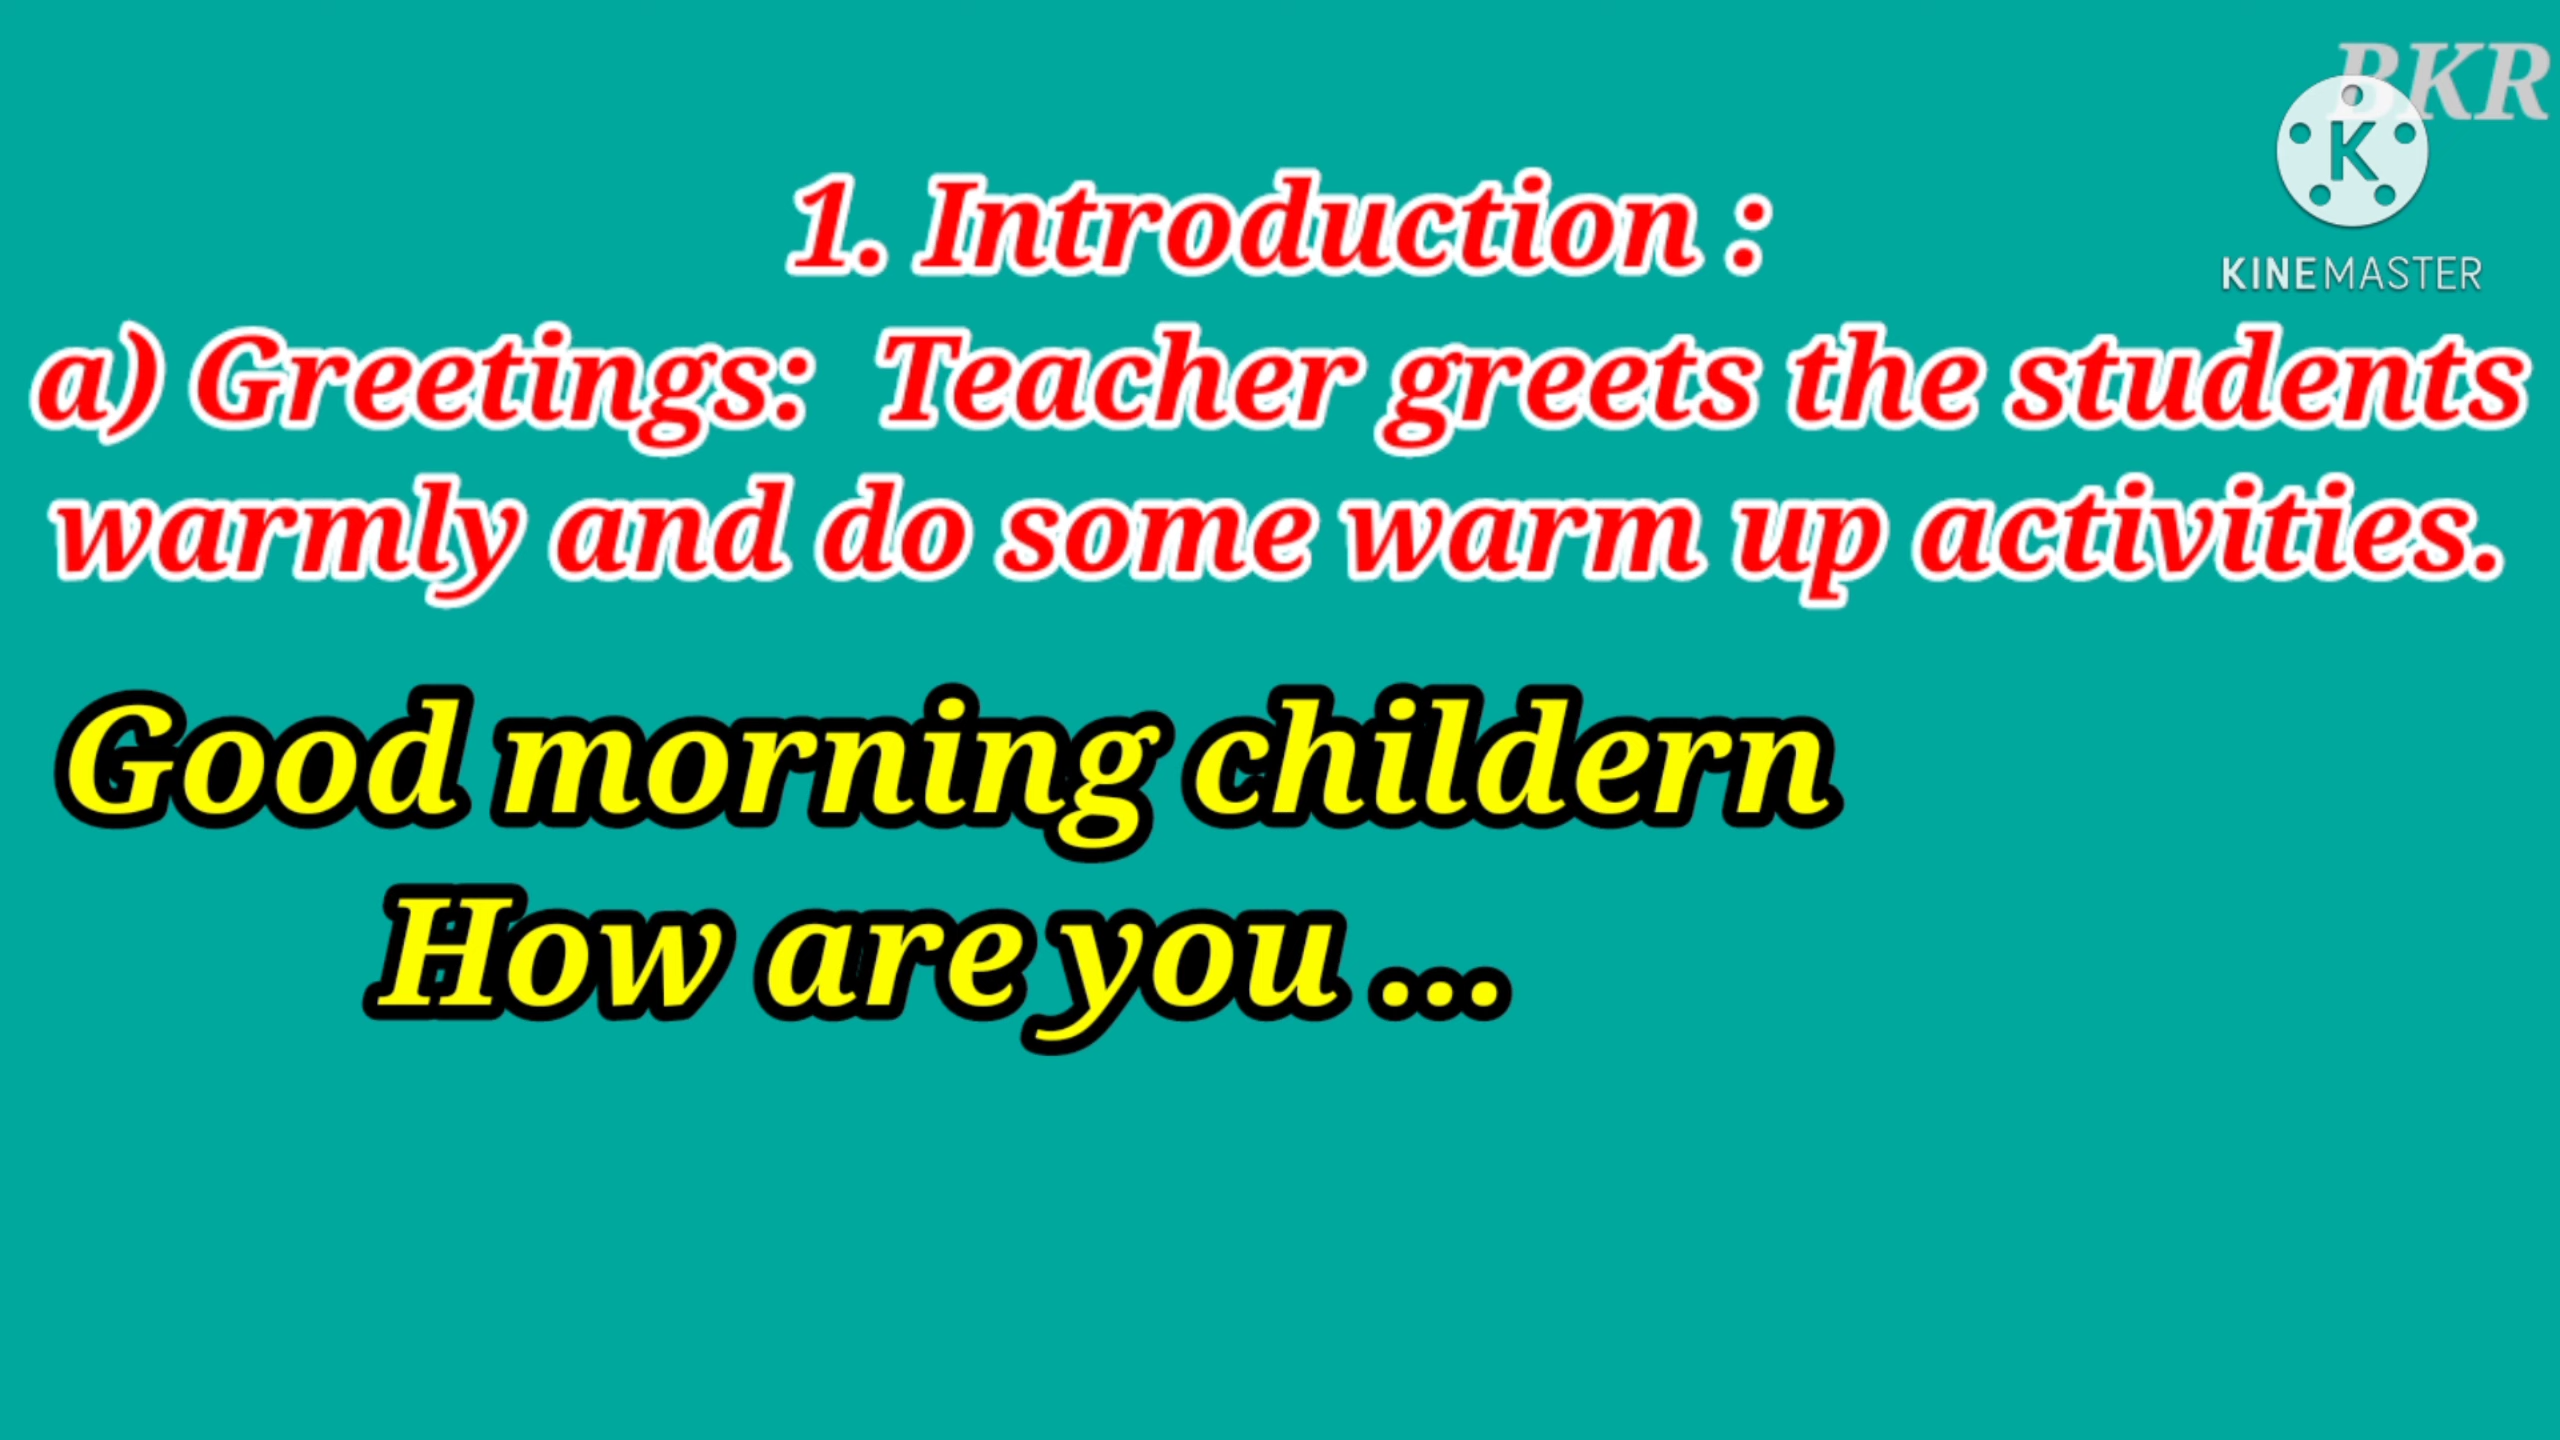 BKR
KINEMASTER
1. Introduction :
a) Greetings: Teacher greets the students
warmly and do some warm up activities.
Good morning childern
How are you ...